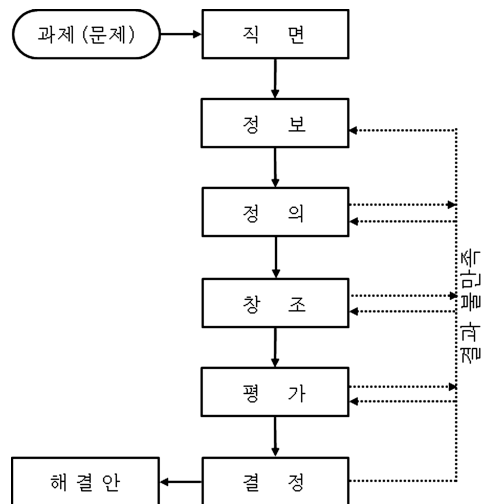 과제 (문제)
직 면
정 보
정 의
창 조
평 가
결 정
해 결 안
결과 불만족